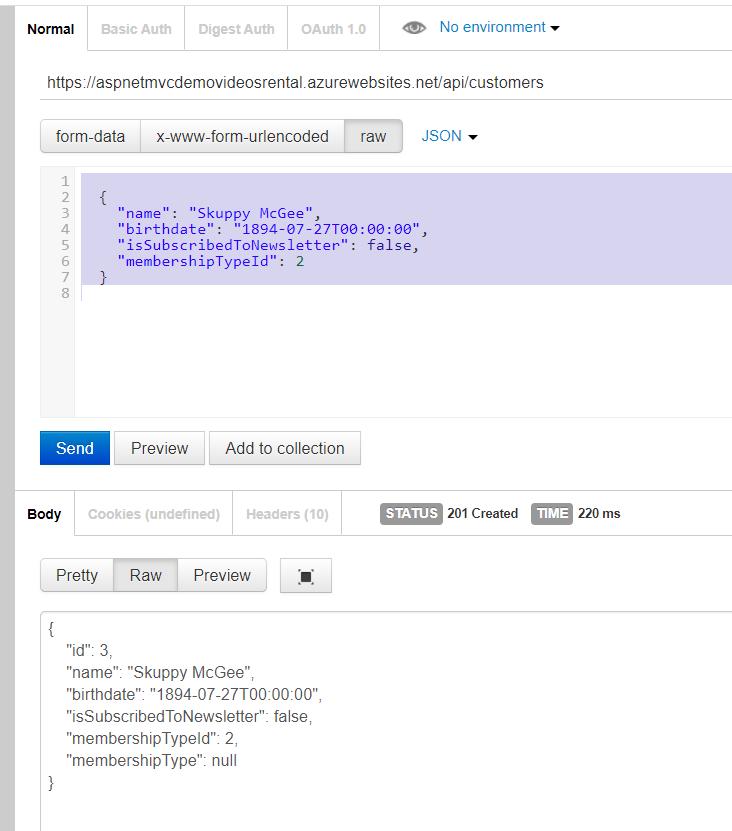 Normal Basic Auth Digest Auth OAuth 1.0 No environment
https://aspnetmvcdemovideosrental.azurewebsites.net/api/customers
form-data x-www-form-urlencoded raw JSON
1
2 {
3 "name": "Skuppy McGee",
4 "birthdate": "1894-07-27T00:00:00",
5 "isSubscribedToNewsletter": false,
6 "membershipTypeId": 2
7 }
8
Send Preview Add to collection
Body Cookies (undefined) Headers (10) STATUS 201 Created TIME 220 ms
Pretty Raw Preview
{
"id": 3,
"name": "Skuppy McGee",
"birthdate": "1894-07-27T00:00:00",
"isSubscribedToNewsletter": false,
"membershipTypeId": 2,
"membershipType": null
}